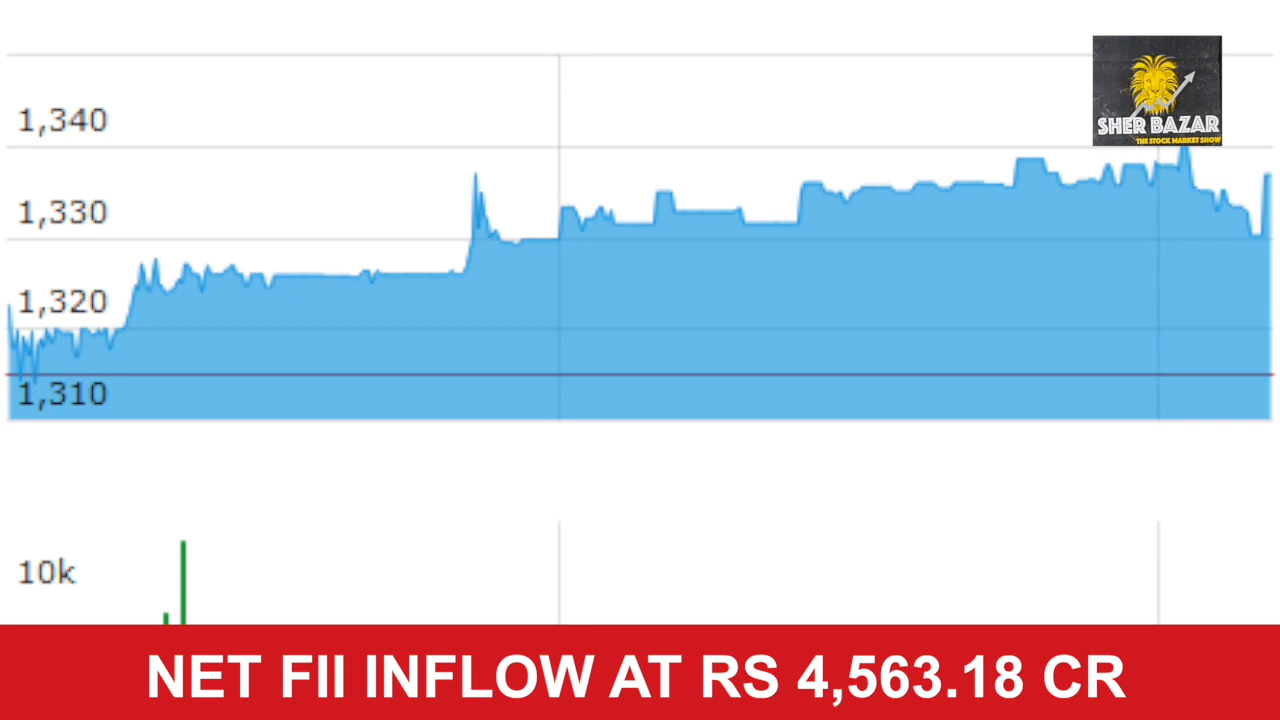 1,340
SHER BAZAR
THE STOCK MARKET SHOW
1,330
1,320
1,310
10k
NET FII INFLOW AT RS 4,563.18 CR